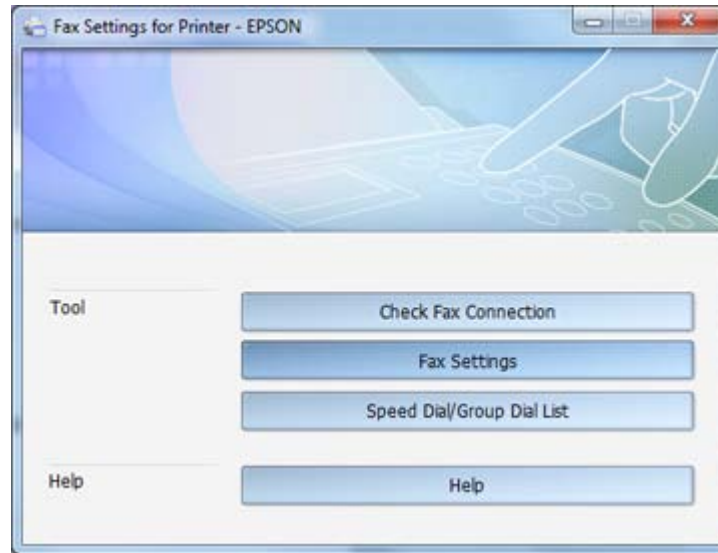 Fax Settings for Printer - EPSON
Tool
Check Fax Connection
Fax Settings
Speed Dial/Group Dial List
Help
Help